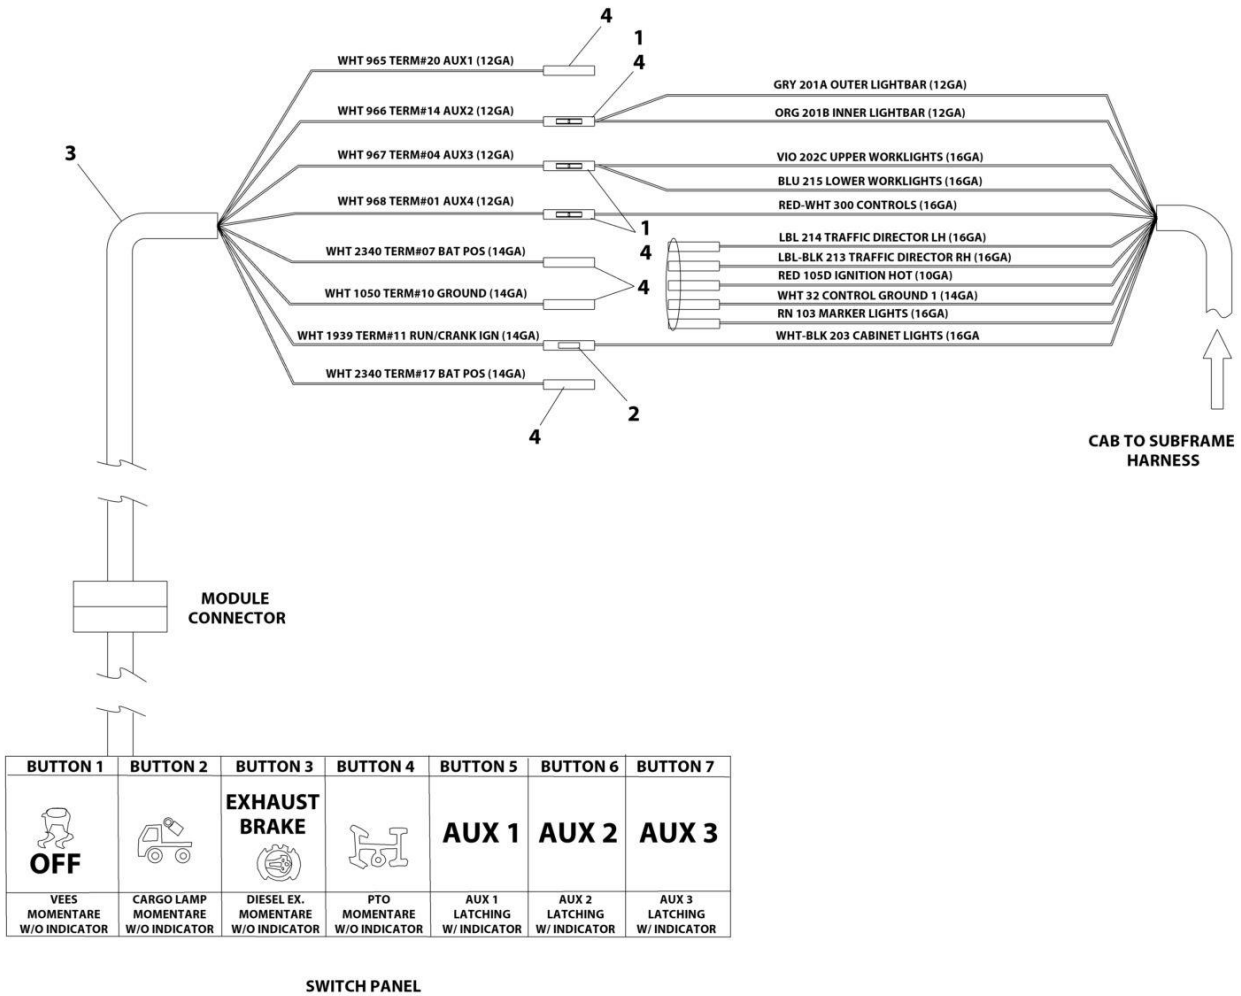 4
1
4
WHT 965 TERM#20 AUX1 (12GA)
GRY 201A OUTER LIGHTBAR (12GA)
WHT 966 TERM#14 AUX2 (12GA)
ORG 201B INNER LIGHTBAR (12GA)
3
WHT 967 TERM#04 AUX3 (12GA)
VIO 202C UPPER WORKLIGHTS (16GA)
BLU 215 LOWER WORKLIGHTS (16GA)
WHT 968 TERM#01 AUX4 (12GA)
RED-WHT 300 CONTROLS (16GA)
1
4
LBL 214 TRAFFIC DIRECTOR LH (16GA)
WHT 2340 TERM#07 BAT POS (14GA)
LBL-BLK 213 TRAFFIC DIRECTOR RH (16GA)
RED 105D IGNITION HOT (10GA)
4
WHT 1050 TERM#10 GROUND (14GA)
WHT 32 CONTROL GROUND 1 (14GA)
RN 103 MARKER LIGHTS (16GA)
WHT 1939 TERM#11 RUN/CRANK IGN (14GA)
WHT-BLK 203 CABINET LIGHTS (16GA
WHT 2340 TERM#17 BAT POS (14GA)
2
4
CAB TO SUBFRAME
HARNESS
MODULE
CONNECTOR
BUTTON 1
BUTTON 2
BUTTON 3
BUTTON 4
BUTTON 5
BUTTON 6
BUTTON 7
OFF
EXHAUST
BRAKE
AUX 1
AUX 2
AUX 3
VEES
MOMENTARE
W/O INDICATOR
CARGO LAMP
MOMENTARE
W/O INDICATOR
DIESEL EX.
MOMENTARE
W/O INDICATOR
PTO
MOMENTARE
W/O INDICATOR
AUX 1
LATCHING
W/ INDICATOR
AUX 2
LATCHING
W/ INDICATOR
AUX 3
LATCHING
W/ INDICATOR
SWITCH PANEL